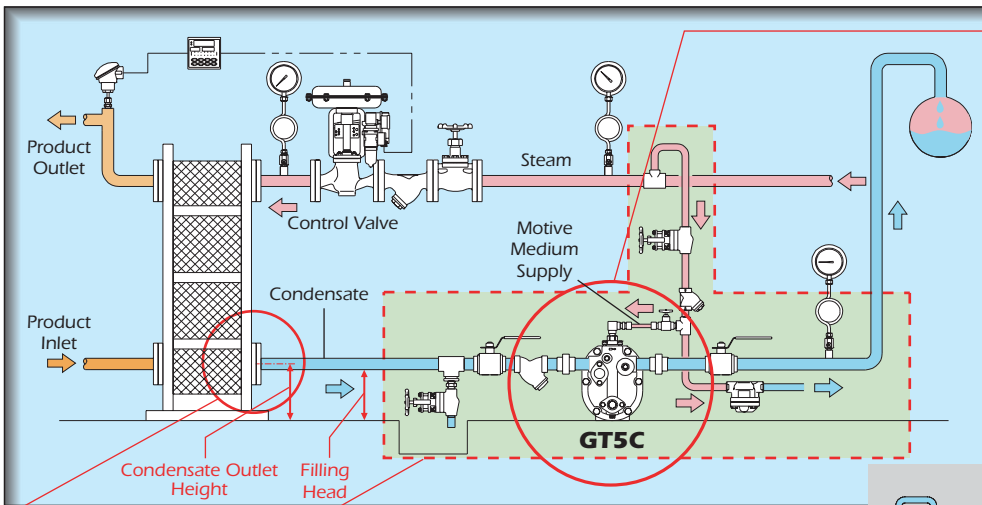 Product
Outlet
Steam
Control Valve
Motive
Medium
Supply
Condensate
Product
Inlet
GT5C
Condensate Outlet
Height
Filling
Head